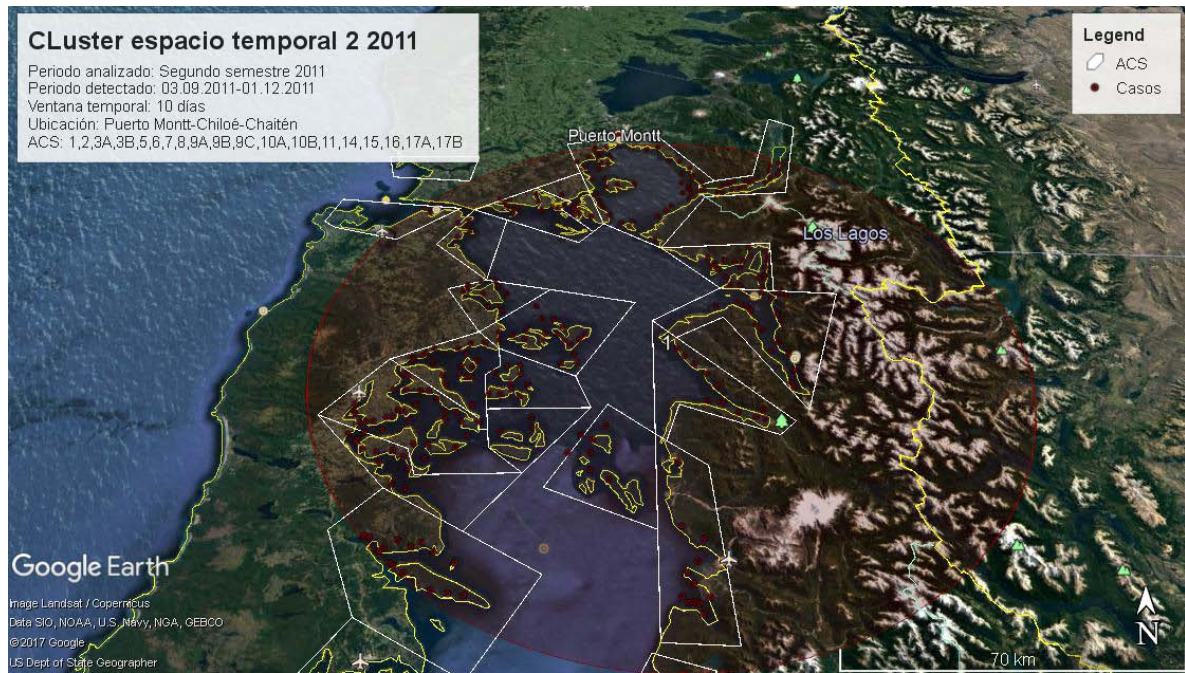 CLuster espacio temporal 2 2011
Periodo analizado: Segundo semestre 2011
Periodo detectado: 03.09.2011-01.12.2011
Ventana temporal: 10 días
Ubicación: Puerto Montt-Chiloé-Chaitén
ACS: 1,2,3A,3B,5,6,7,8,9A,9B,9C,10A,10B,11,14,15,16,17A,17B
Legend
ACS
Casos
Puerto Montt
Los Lagos
1
Google Earth
Image Landsat / Copernicus
Data SIO, NOAA, U.S. Navy, NGA, GEBCO
©2017 Google
US Dept of State Geographer
N
70 km